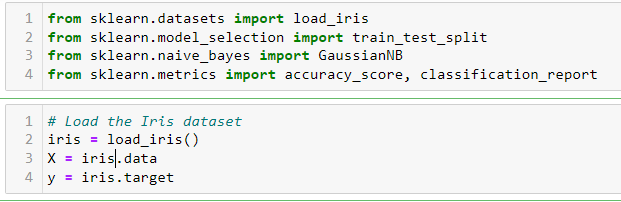 1 from sklearn.datasets import load_iris
2 from sklearn.model_selection import train_test_split
3 from sklearn.naive_bayes import GaussianNB
4 from sklearn.metrics import accuracy_score, classification_report
1 # Load the Iris dataset
2 iris = load_iris()
3 X = iris.data
4 y = iris.target